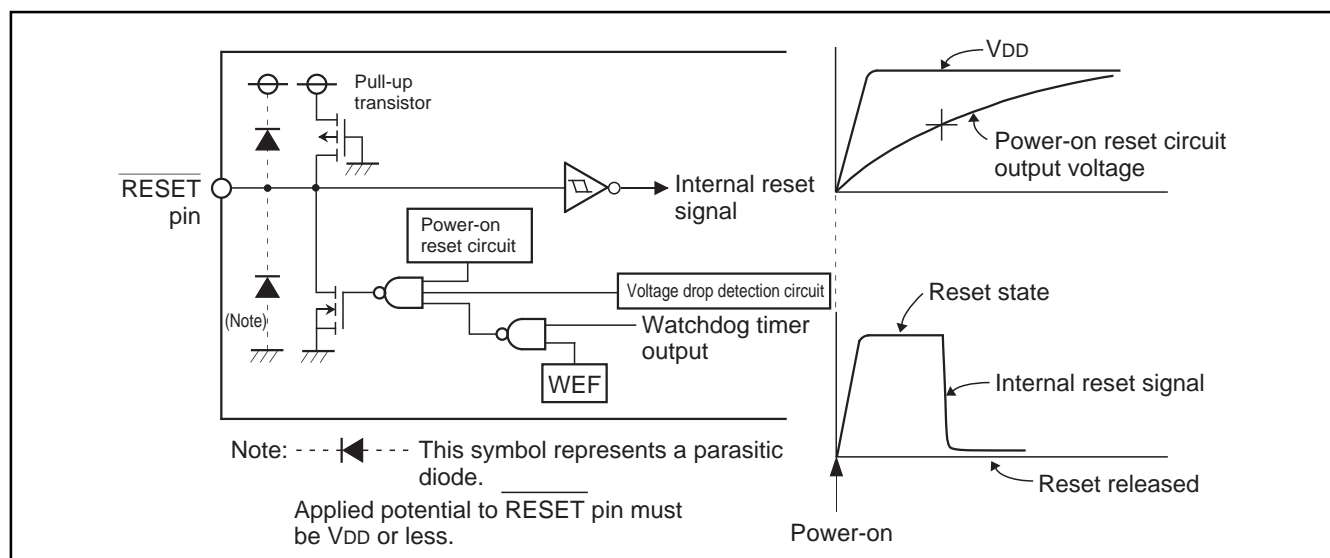 Pull-up
transistor
RESET
pin
Internal reset
signal
Power-on
reset circuit
Voltage drop detection circuit
(Note)
Watchdog timer
output
WEF
Note:
This symbol represents a parasitic
diode.
Applied potential to RESET pin must
be VDD or less.
VDD
Power-on reset circuit
output voltage
Reset state
Internal reset signal
Reset released
Power-on